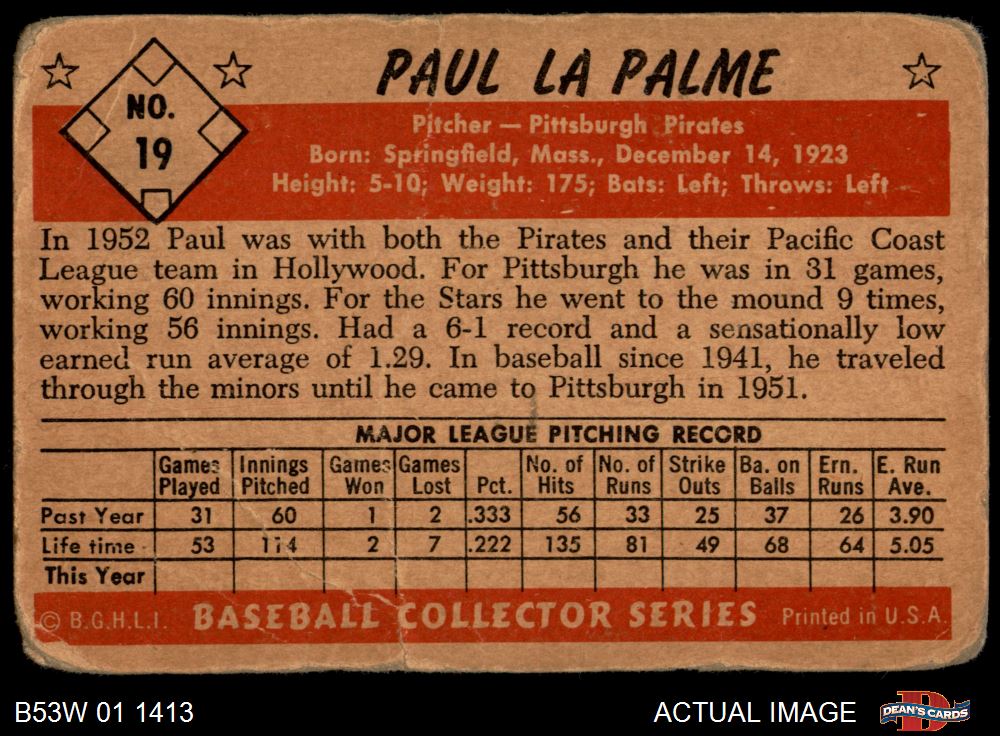 PAUL LA PALME
NO.
19
Pitcher — Pittsburgh Pirates
Born: Springfield, Mass., December 14, 1923
Height: 5-10; Weight: 175; Bats: Left; Throws: Left
In 1952 Paul was with both the Pirates and their Pacific Coast
League team in Hollywood. For Pittsburgh he was in 31 games,
working 60 innings. For the Stars he went to the mound 9 times,
working 56 innings. Had a 6-1 record and a sensationally low
earned run average of 1.29. In baseball since 1941, he traveled
through the minors until he came to Pittsburgh in 1951.
MAJOR LEAGUE PITCHING RECORD
Games Innings Games Games No. of No. of Strike Ba. on Ern. E. Run
Played Pitched Won Lost Pct. Hits Runs Outs Balls Runs Ave.
Past Year 31 60 1 2 .333 56 33 25 37 26 3.90
Life time 53 114 2 7 .222 135 81 49 68 64 5.05
This Year
© B.G.H.L.I. BASEBALL COLLECTOR SERIES Printed in U.S.A.
B53W 01 1413 ACTUAL IMAGE DEAN'S CARDS